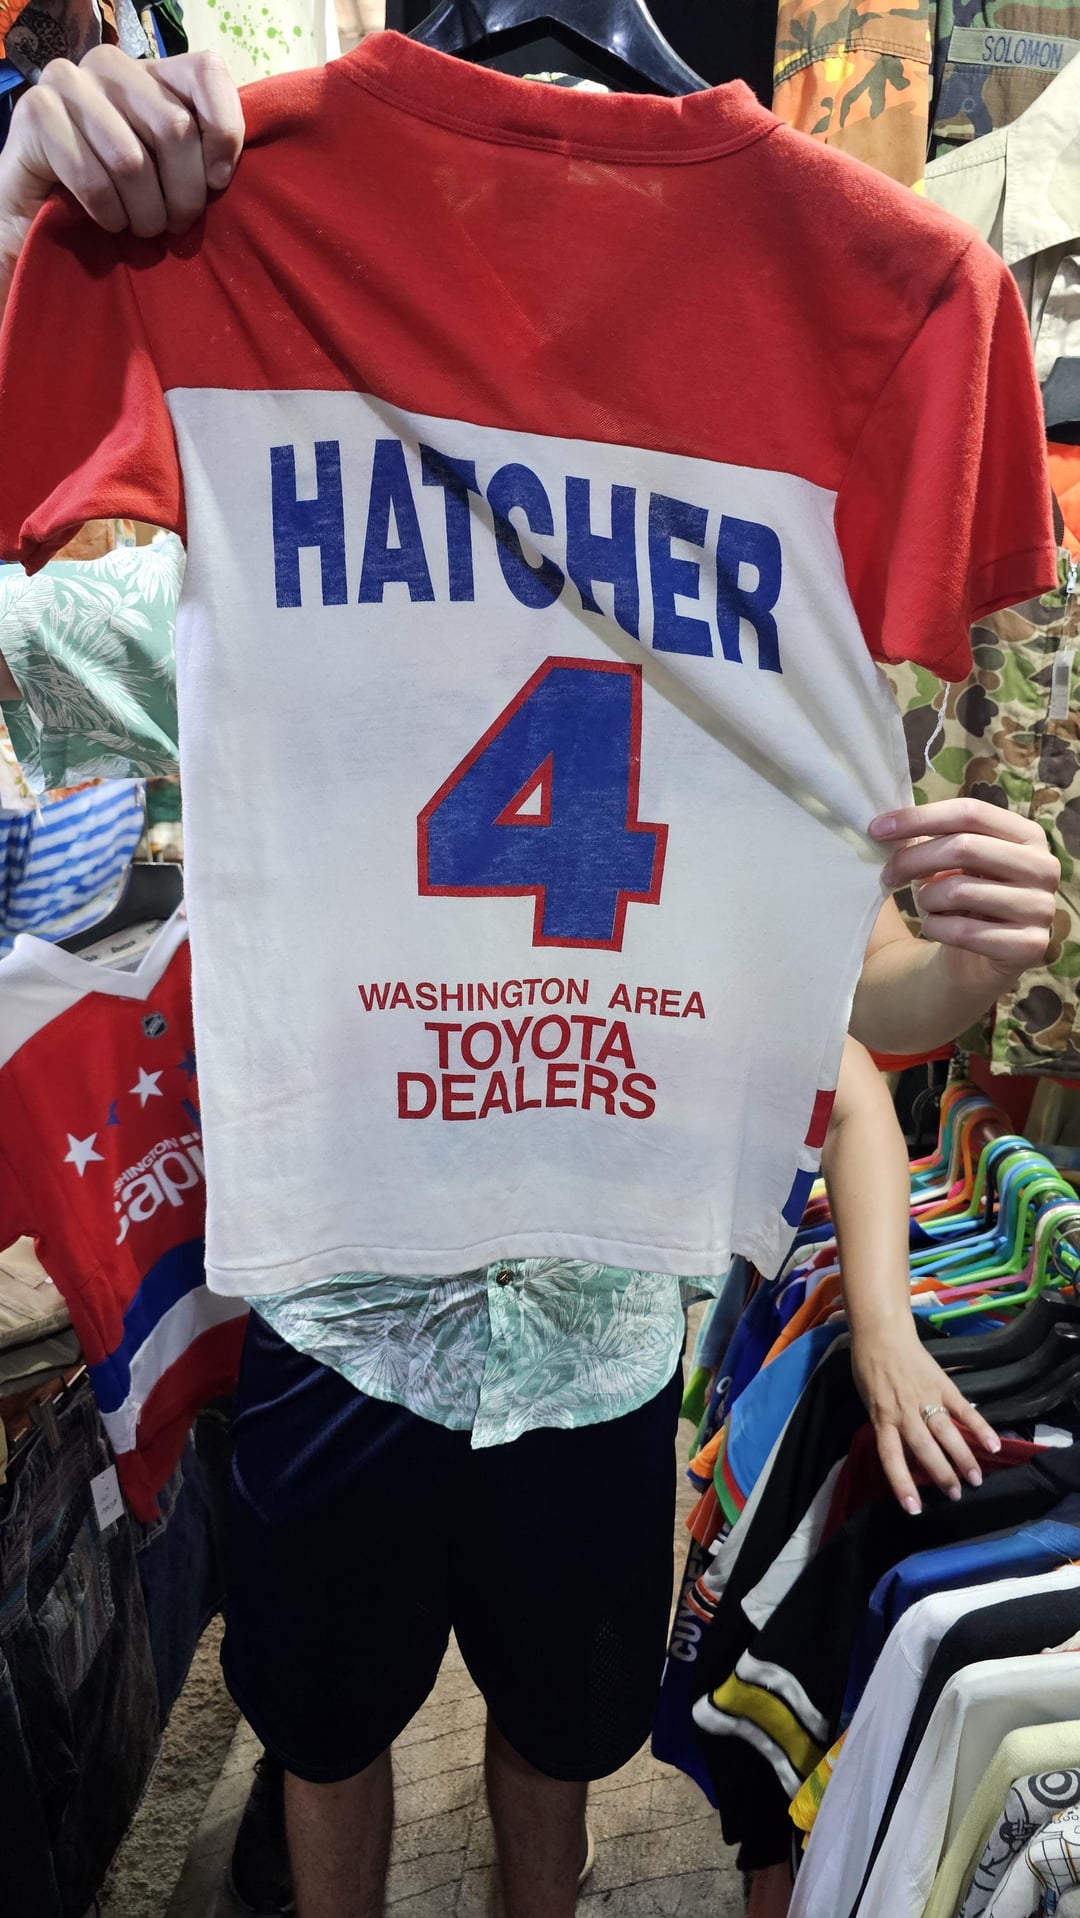 SOLOMON
HATCHER
4
WASHINGTON AREA
TOYOTA
DEALERS